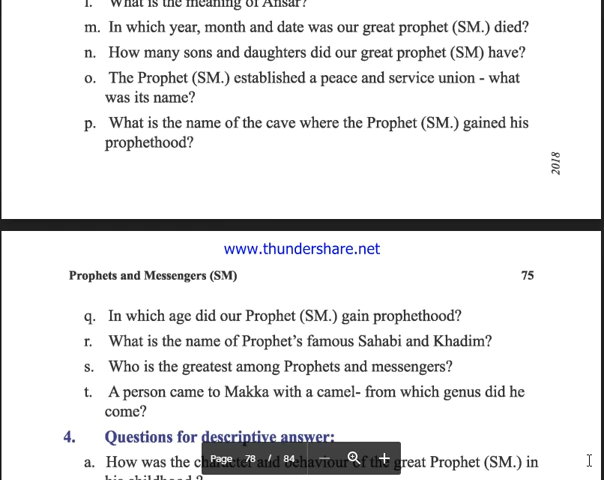 l. What is the meaning of Ansar?
m. In which year, month and date was our great prophet (SM.) died?
n. How many sons and daughters did our great prophet (SM) have?
o. The Prophet (SM.) established a peace and service union - what
was its name?
p. What is the name of the cave where the Prophet (SM.) gained his
prophethood?
2018
www.thundershare.net
Prophets and Messengers (SM) 75
q. In which age did our Prophet (SM.) gain prophethood?
r. What is the name of Prophet’s famous Sahabi and Khadim?
s. Who is the greatest among Prophets and messengers?
t. A person came to Makka with a camel- from which genus did he
come?
4. Questions for descriptive answer:
a. How was the character and behaviour of the great Prophet (SM.) in
his childhood?
Page 78 / 84 − +